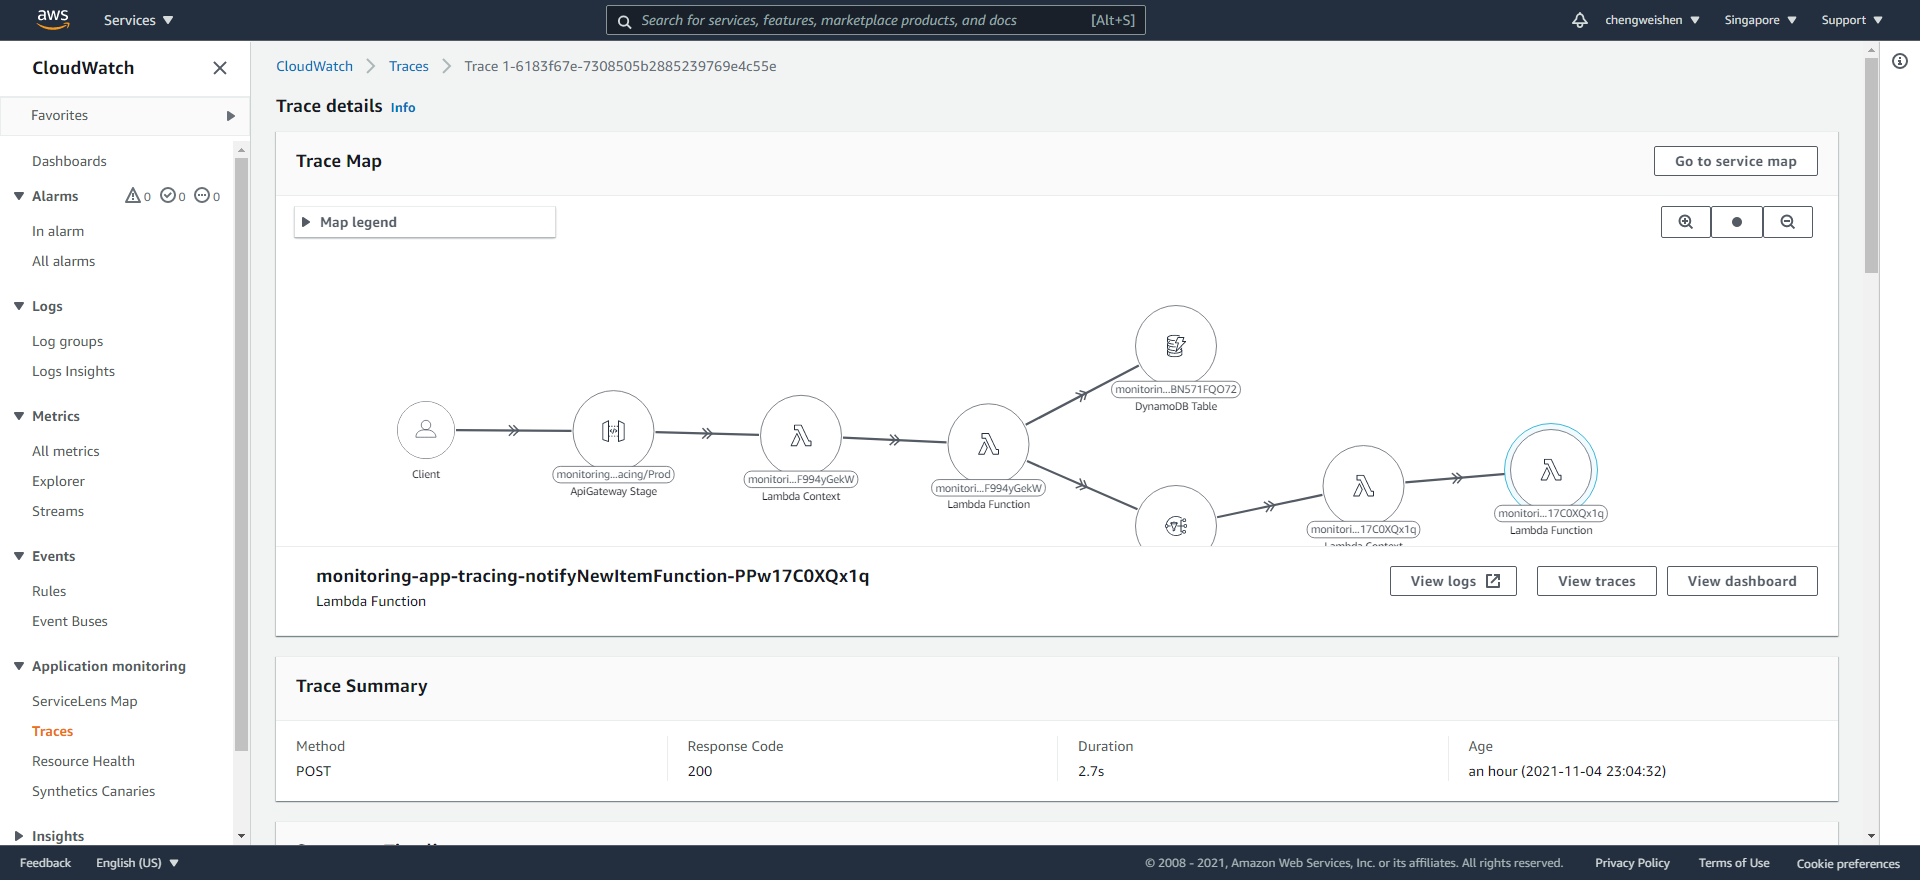 aws
Services
Search for services, features, marketplace products, and docs [Alt+S]
chengweishen
Singapore
Support
CloudWatch
Favorites
Dashboards
Alarms 0 0 0
In alarm
All alarms
Logs
Log groups
Logs Insights
Metrics
All metrics
Explorer
Streams
Events
Rules
Event Buses
Application monitoring
ServiceLens Map
Traces
Resource Health
Synthetics Canaries
Insights
CloudWatch Traces Trace 1-6183f67e-7308505b2885239769e4c55e
Trace details Info
Trace Map
Go to service map
Map legend
Client
monitoring...acing/Prod
ApiGateway Stage
monitori...F994yGekW
Lambda Context
monitori...F994yGekW
Lambda Function
monitorin...BN571FQO72
DynamoDB Table
monitori...17C0XQx1q
Lambda Context
monitori...17C0XQx1q
Lambda Function
monitoring-app-tracing-notifyNewItemFunction-PPw17C0XQx1q
Lambda Function
View logs
View traces
View dashboard
Trace Summary
Method
POST
Response Code
200
Duration
2.7s
Age
an hour (2021-11-04 23:04:32)
Feedback
English (US)
© 2008 - 2021, Amazon Web Services, Inc. or its affiliates. All rights reserved.
Privacy Policy
Terms of Use
Cookie preferences